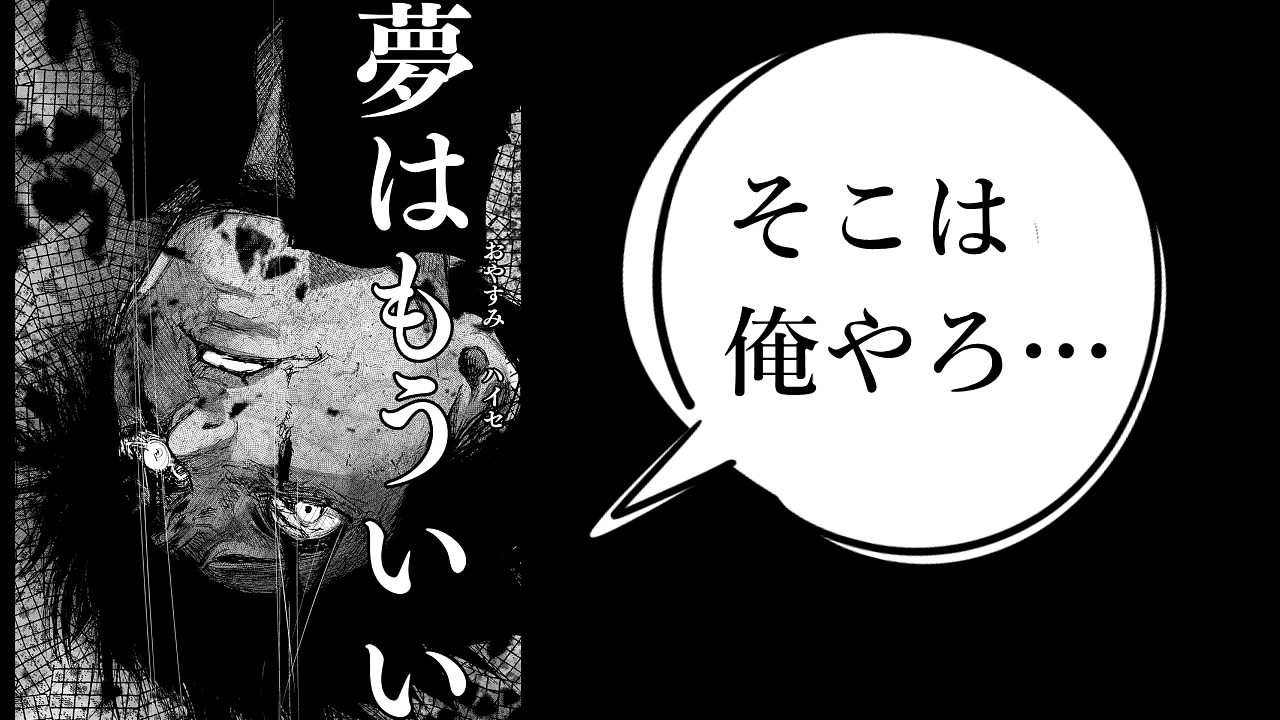 夢はもういい
おやすみ ハイセ
そこは
俺やろ…